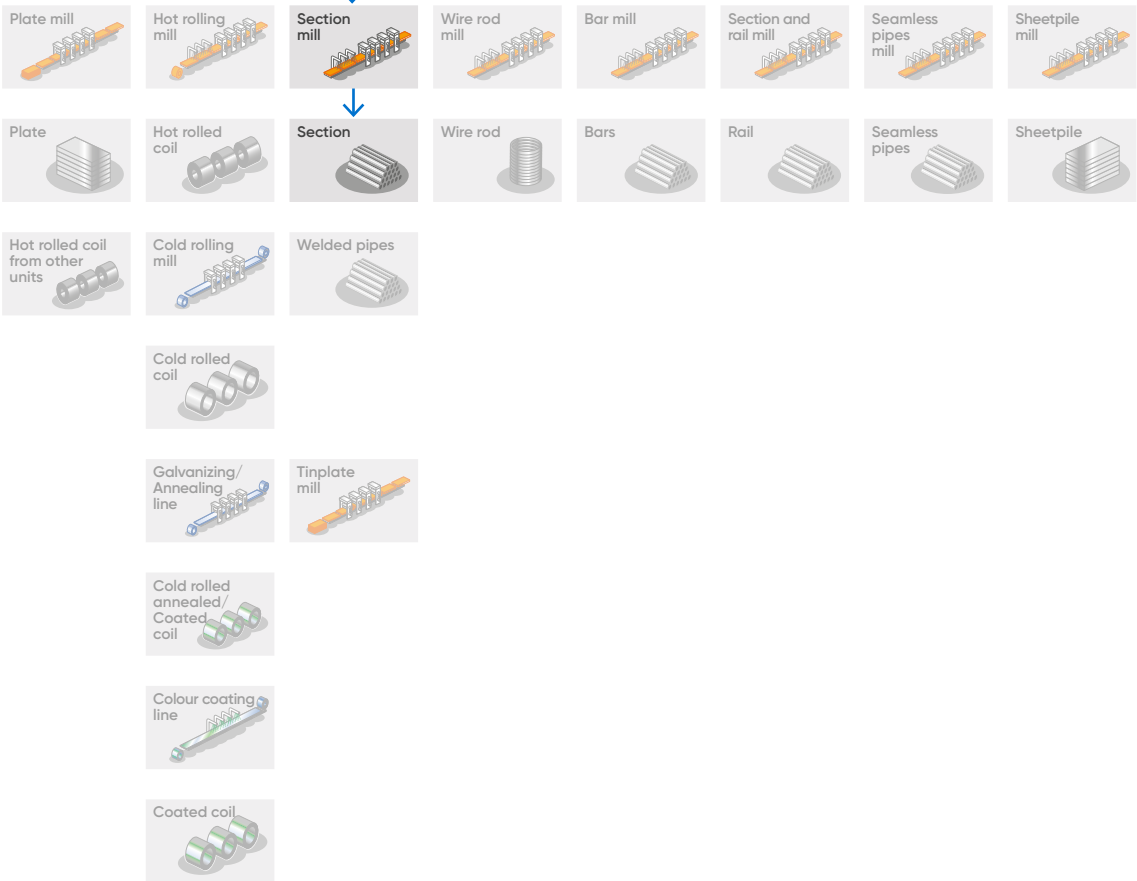 Plate mill
Hot rolling
mill
Section
mill
Wire rod
mill
Bar mill
Section and
rail mill
Seamless
pipes
mill
Sheetpile
mill
Plate
Hot rolled
coil
Section
Wire rod
Bars
Rail
Seamless
pipes
Sheetpile
Hot rolled coil
from other
units
Cold rolling
mill
Welded pipes
Cold rolled
coil
Galvanizing/
Annealing
line
Tinplate
mill
Cold rolled
annealed/
Coated
coil
Colour coating
line
Coated coil